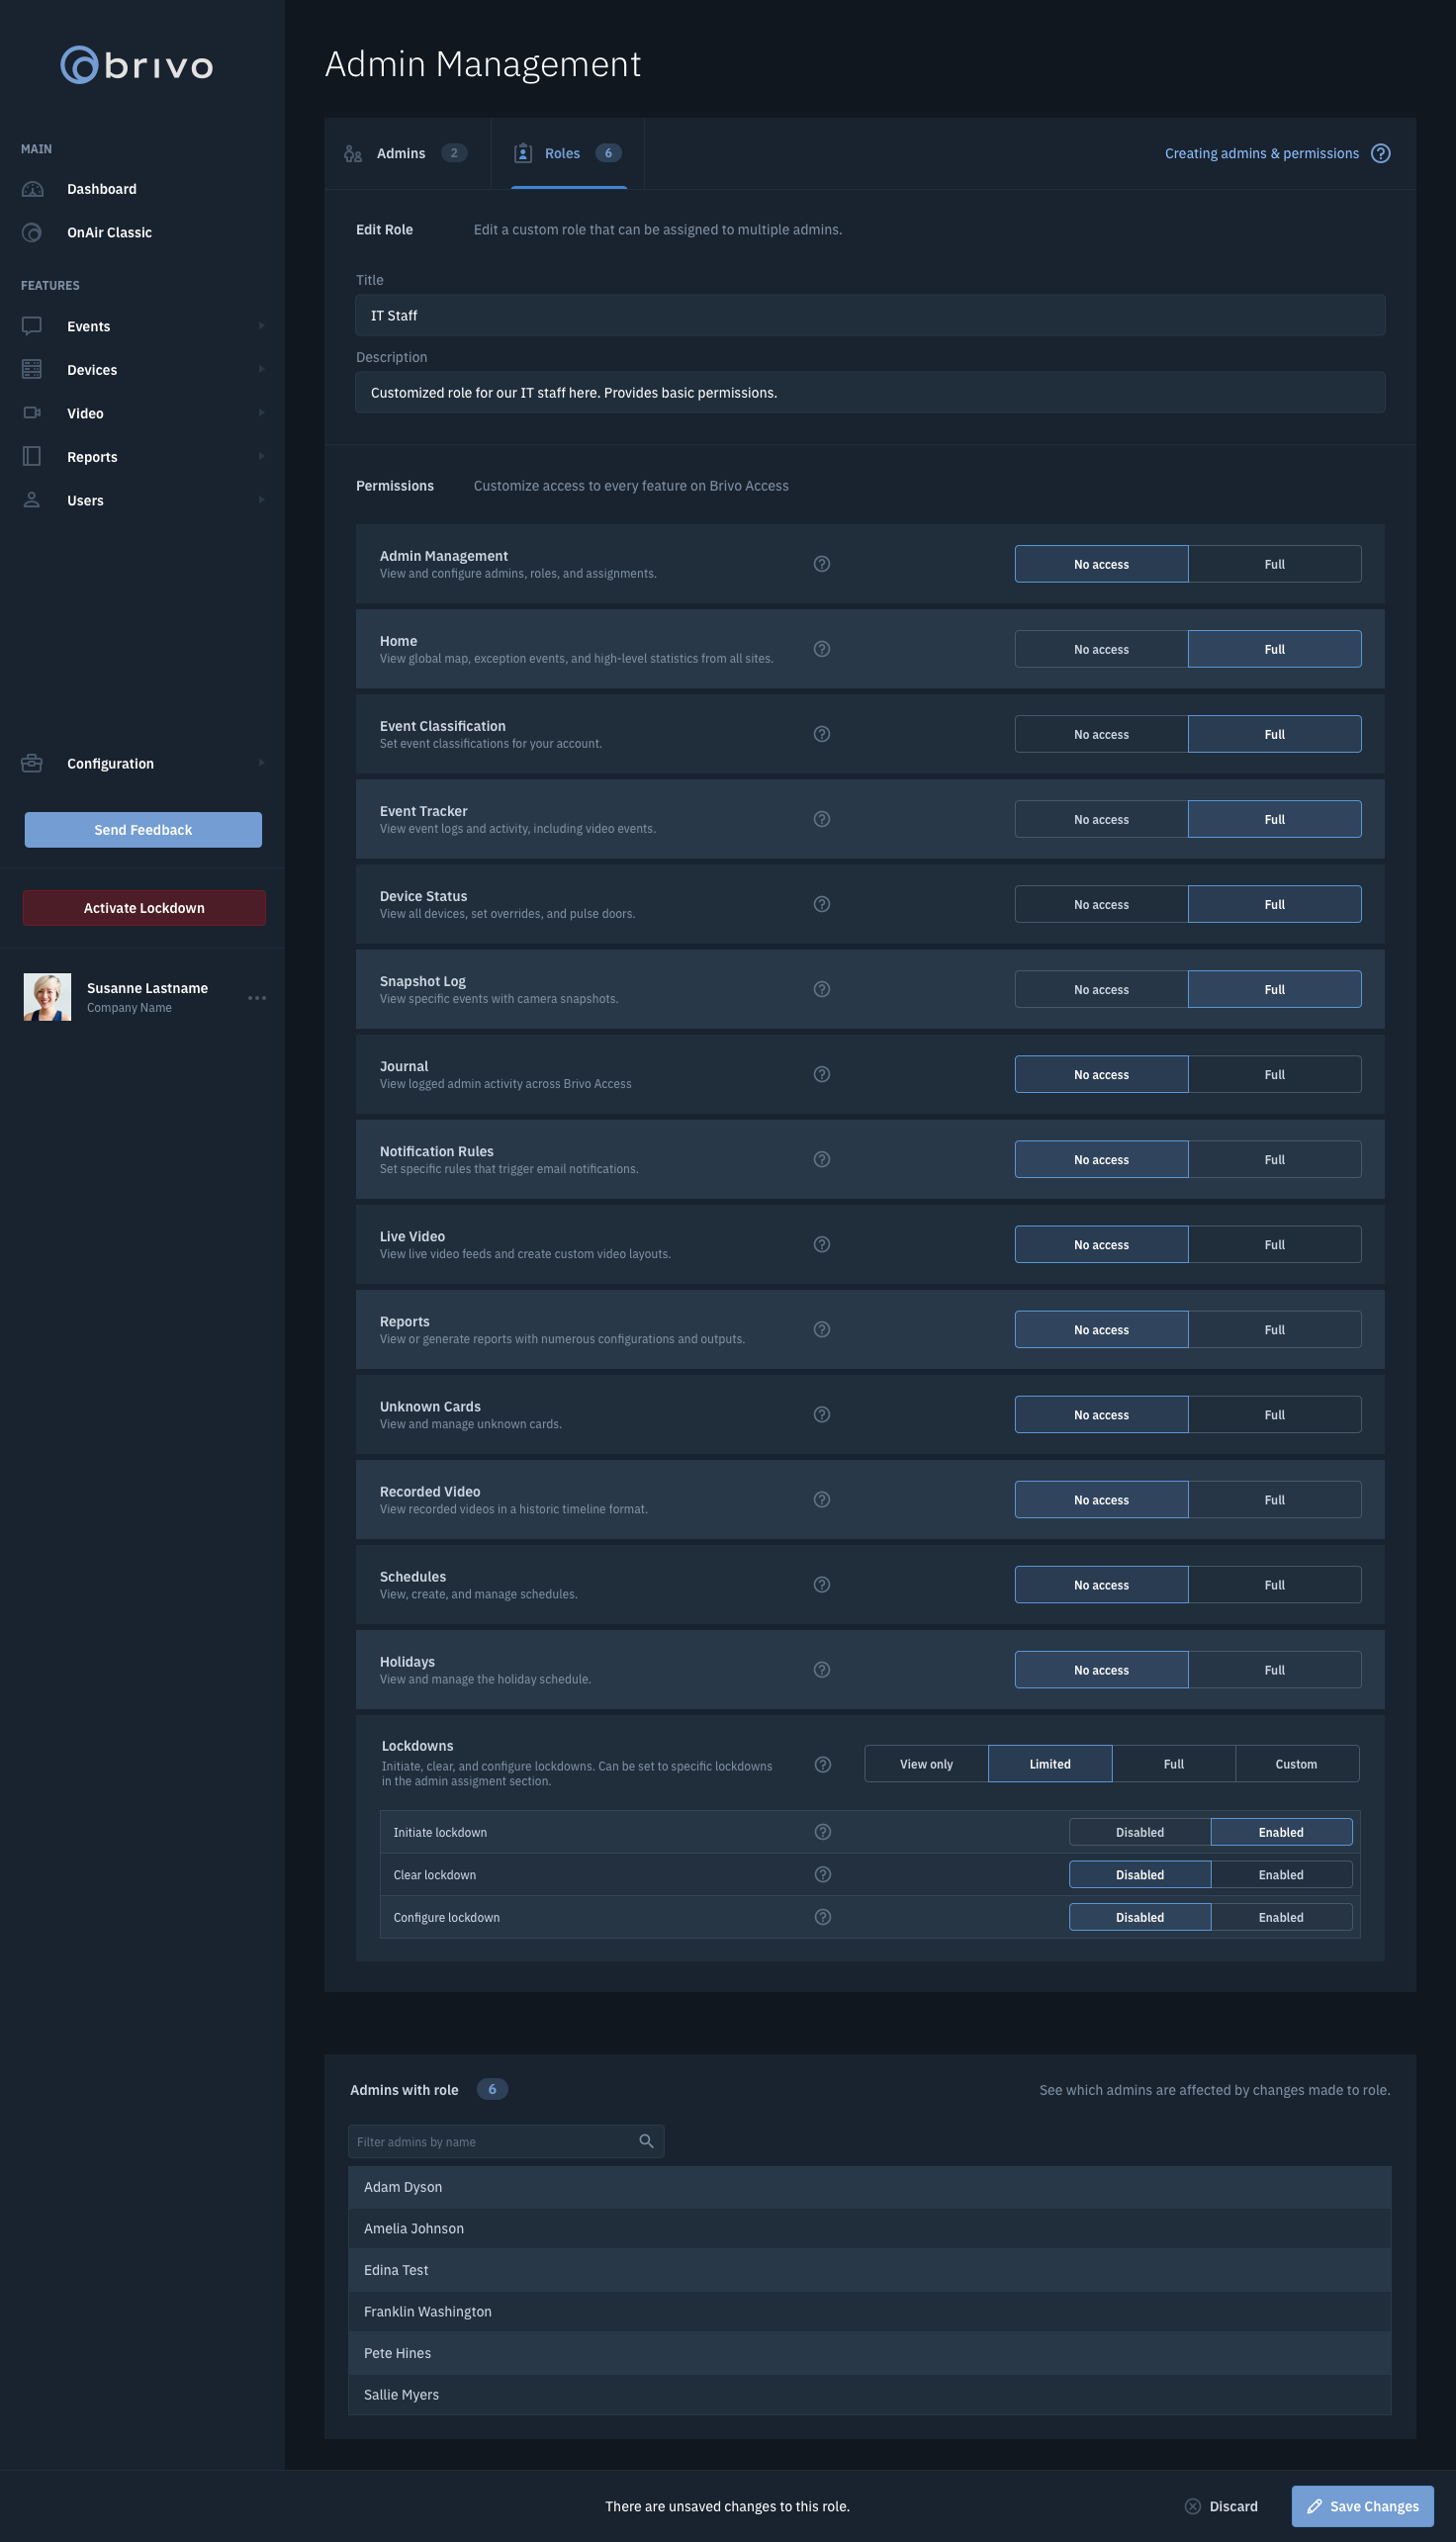 brivo
MAIN
Dashboard
OnAir Classic
FEATURES
Events
Devices
Video
Reports
Users
Configuration
Send Feedback
Activate Lockdown
Susanne Lastname
Company Name
Admin Management
Admins 2
Roles 6
Creating admins & permissions
Edit Role Edit a custom role that can be assigned to multiple admins.
Title
IT Staff
Description
Customized role for our IT staff here. Provides basic permissions.
Permissions Customize access to every feature on Brivo Access
Admin Management
View and configure admins, roles, and assignments.
No access Full
Home
View global map, exception events, and high-level statistics from all sites.
No access Full
Event Classification
Set event classifications for your account.
No access Full
Event Tracker
View event logs and activity, including video events.
No access Full
Device Status
View all devices, set overrides, and pulse doors.
No access Full
Snapshot Log
View specific events with camera snapshots.
No access Full
Journal
View logged admin activity across Brivo Access
No access Full
Notification Rules
Set specific rules that trigger email notifications.
No access Full
Live Video
View live video feeds and create custom video layouts.
No access Full
Reports
View or generate reports with numerous configurations and outputs.
No access Full
Unknown Cards
View and manage unknown cards.
No access Full
Recorded Video
View recorded videos in a historic timeline format.
No access Full
Schedules
View, create, and manage schedules.
No access Full
Holidays
View and manage the holiday schedule.
No access Full
Lockdowns
Initiate, clear, and configure lockdowns. Can be set to specific lockdowns
in the admin assigment section.
View only Limited Full Custom
Initiate lockdown Disabled Enabled
Clear lockdown Disabled Enabled
Configure lockdown Disabled Enabled
Admins with role 6
See which admins are affected by changes made to role.
Filter admins by name
Adam Dyson
Amelia Johnson
Edina Test
Franklin Washington
Pete Hines
Sallie Myers
There are unsaved changes to this role.
Discard
Save Changes